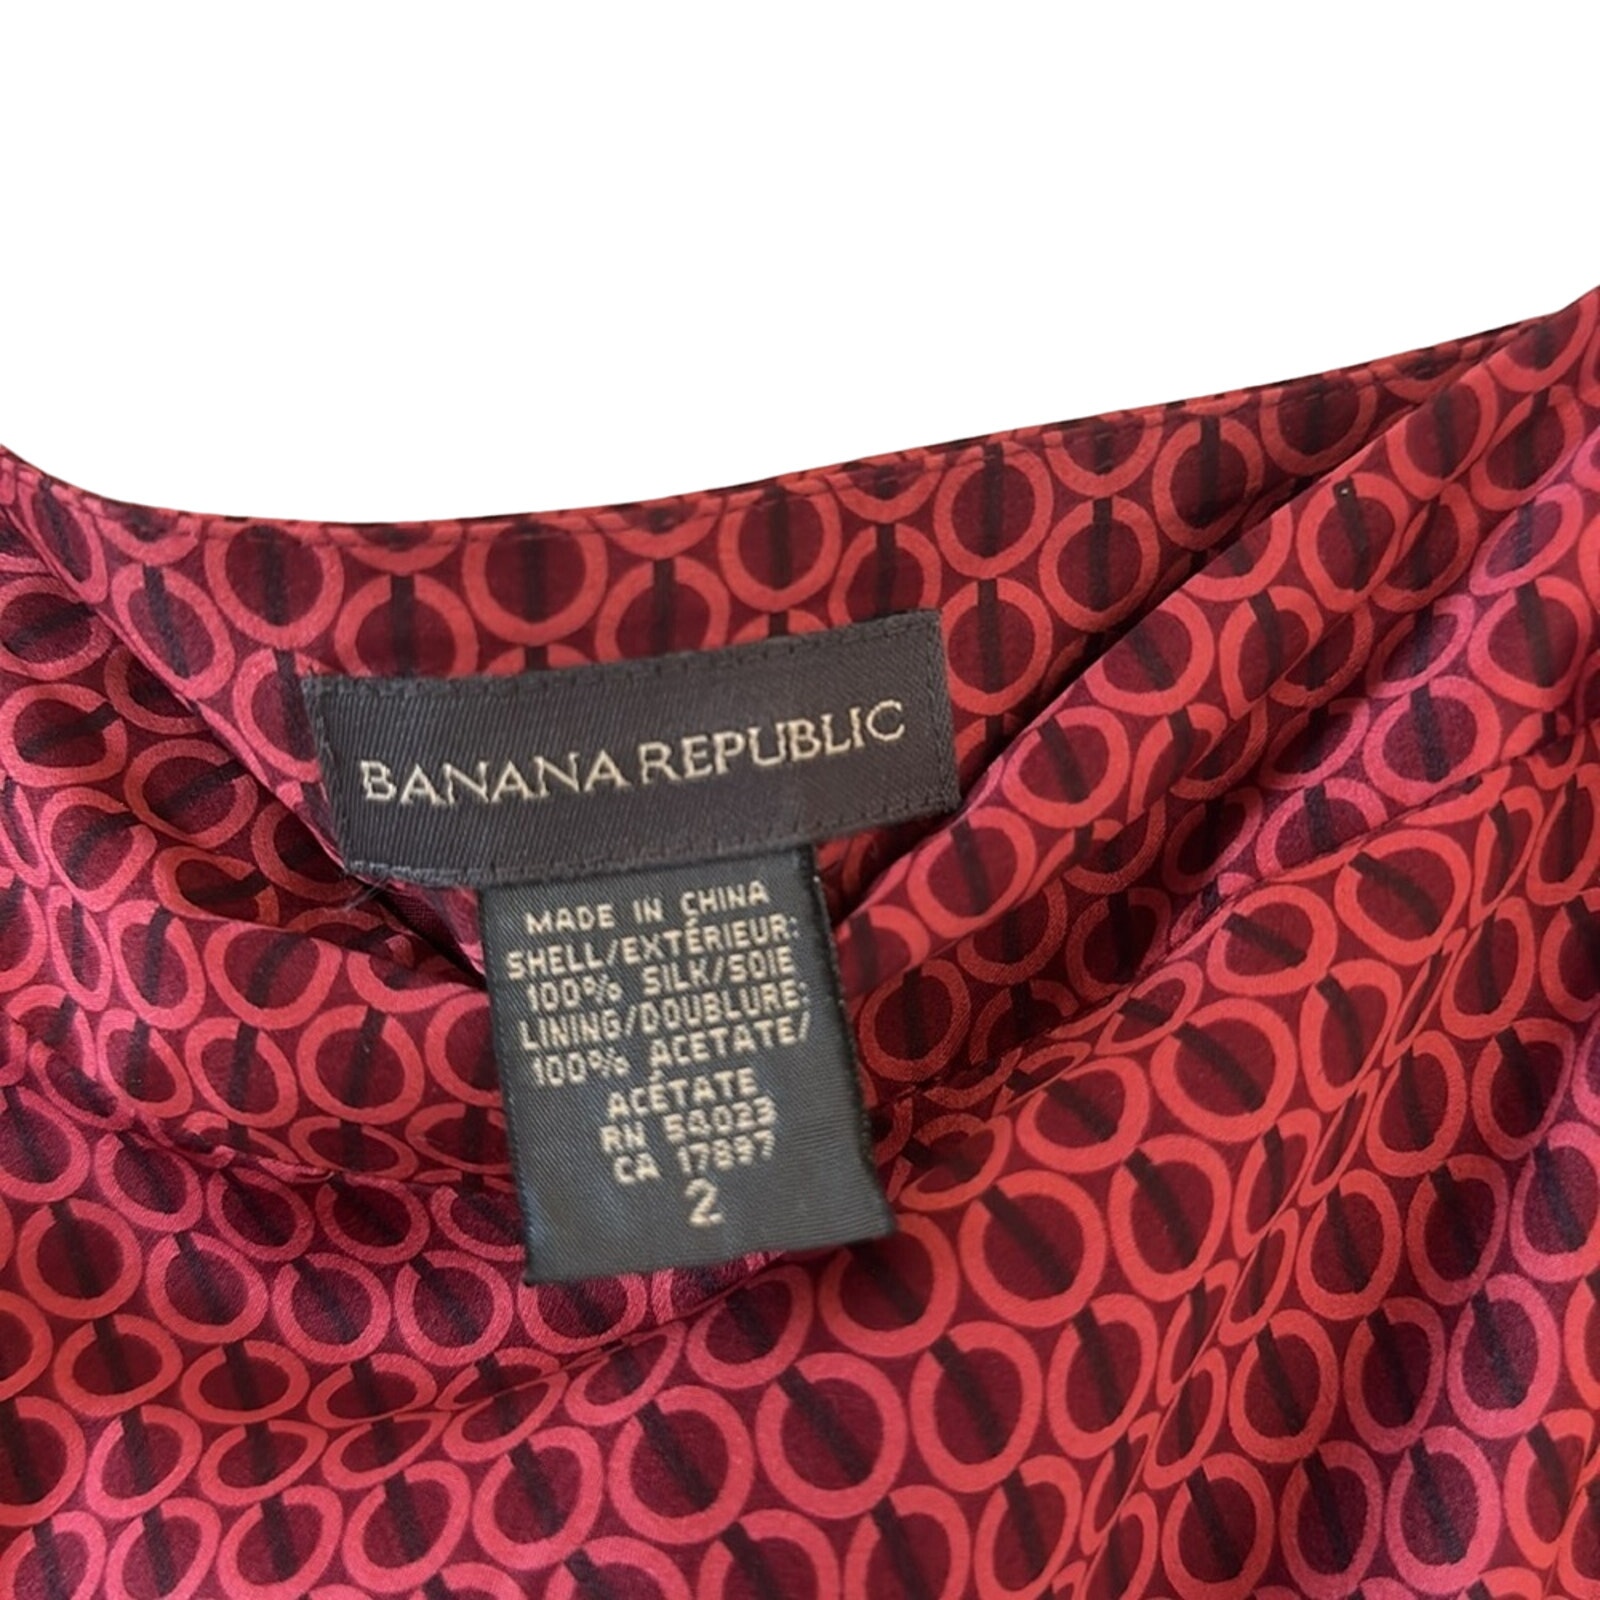 BANANA REPUBLIC
MADE IN CHINA
SHELL/EXTÉRIEUR:
100% SILK/SOIE
LINING/DOUBLURE:
100% ACETATE/
ACÉTATE
RN 54023
CA 17897
2